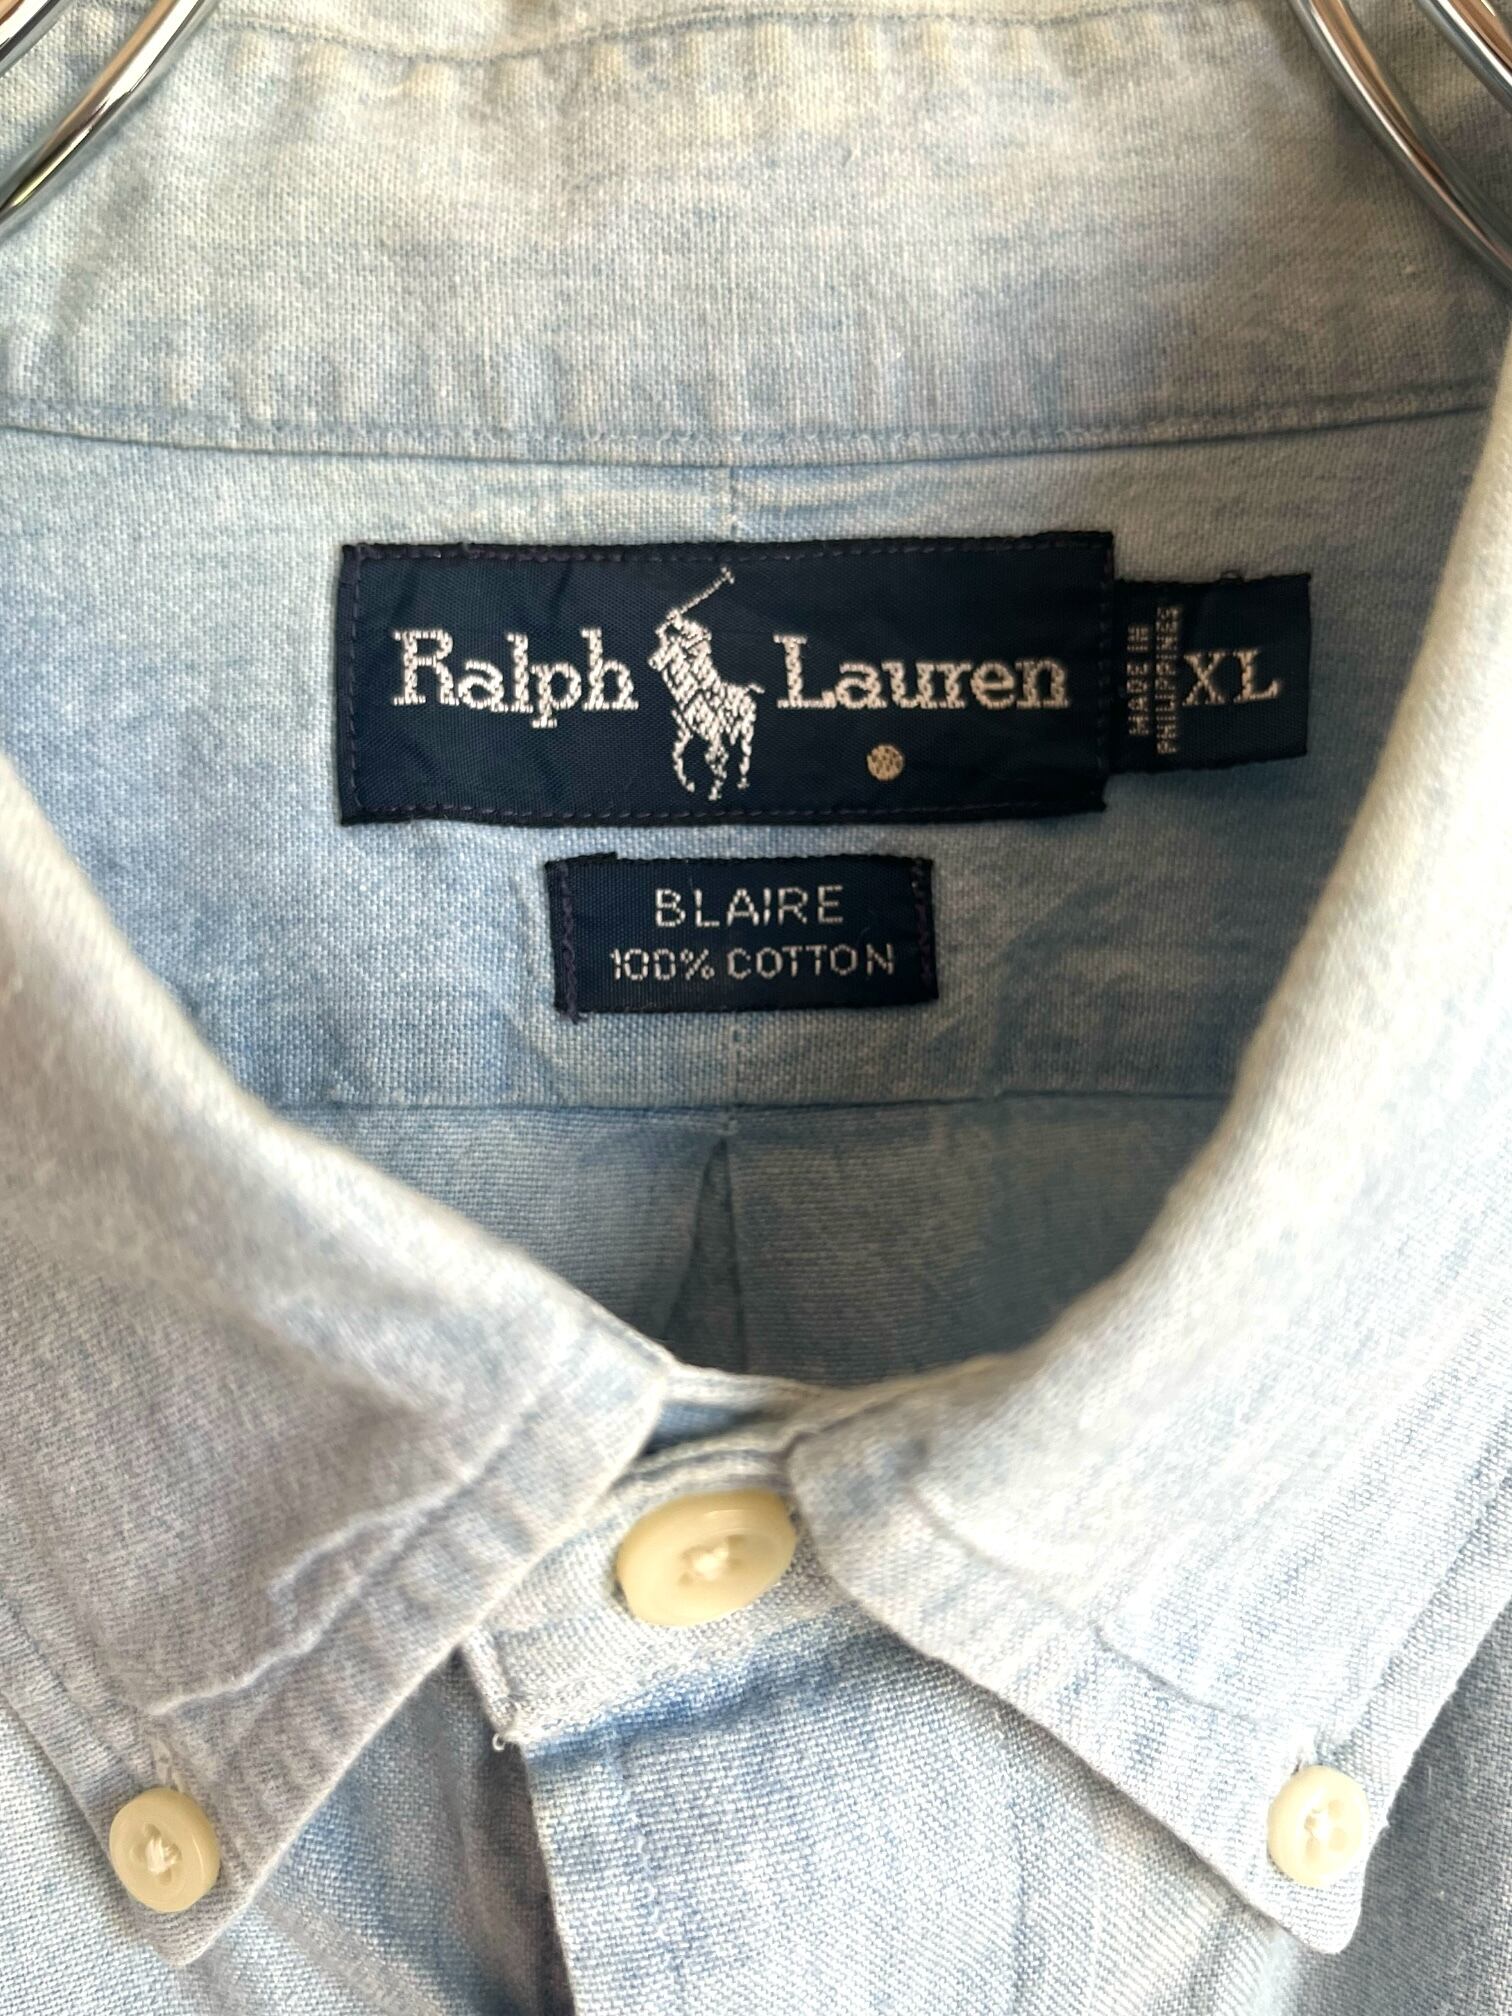 Ralph Lauren
MADE IN
PHILIPPINES
XL
BLAIRE
100% COTTON